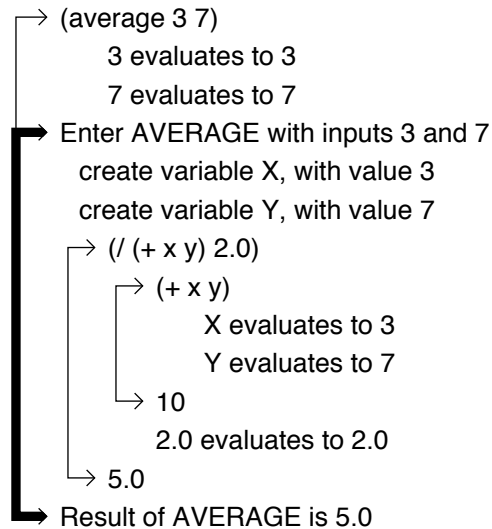 (average 3 7)
3 evaluates to 3
7 evaluates to 7
Enter AVERAGE with inputs 3 and 7
create variable X, with value 3
create variable Y, with value 7
(/ (+ x y) 2.0)
(+ x y)
X evaluates to 3
Y evaluates to 7
10
2.0 evaluates to 2.0
5.0
Result of AVERAGE is 5.0